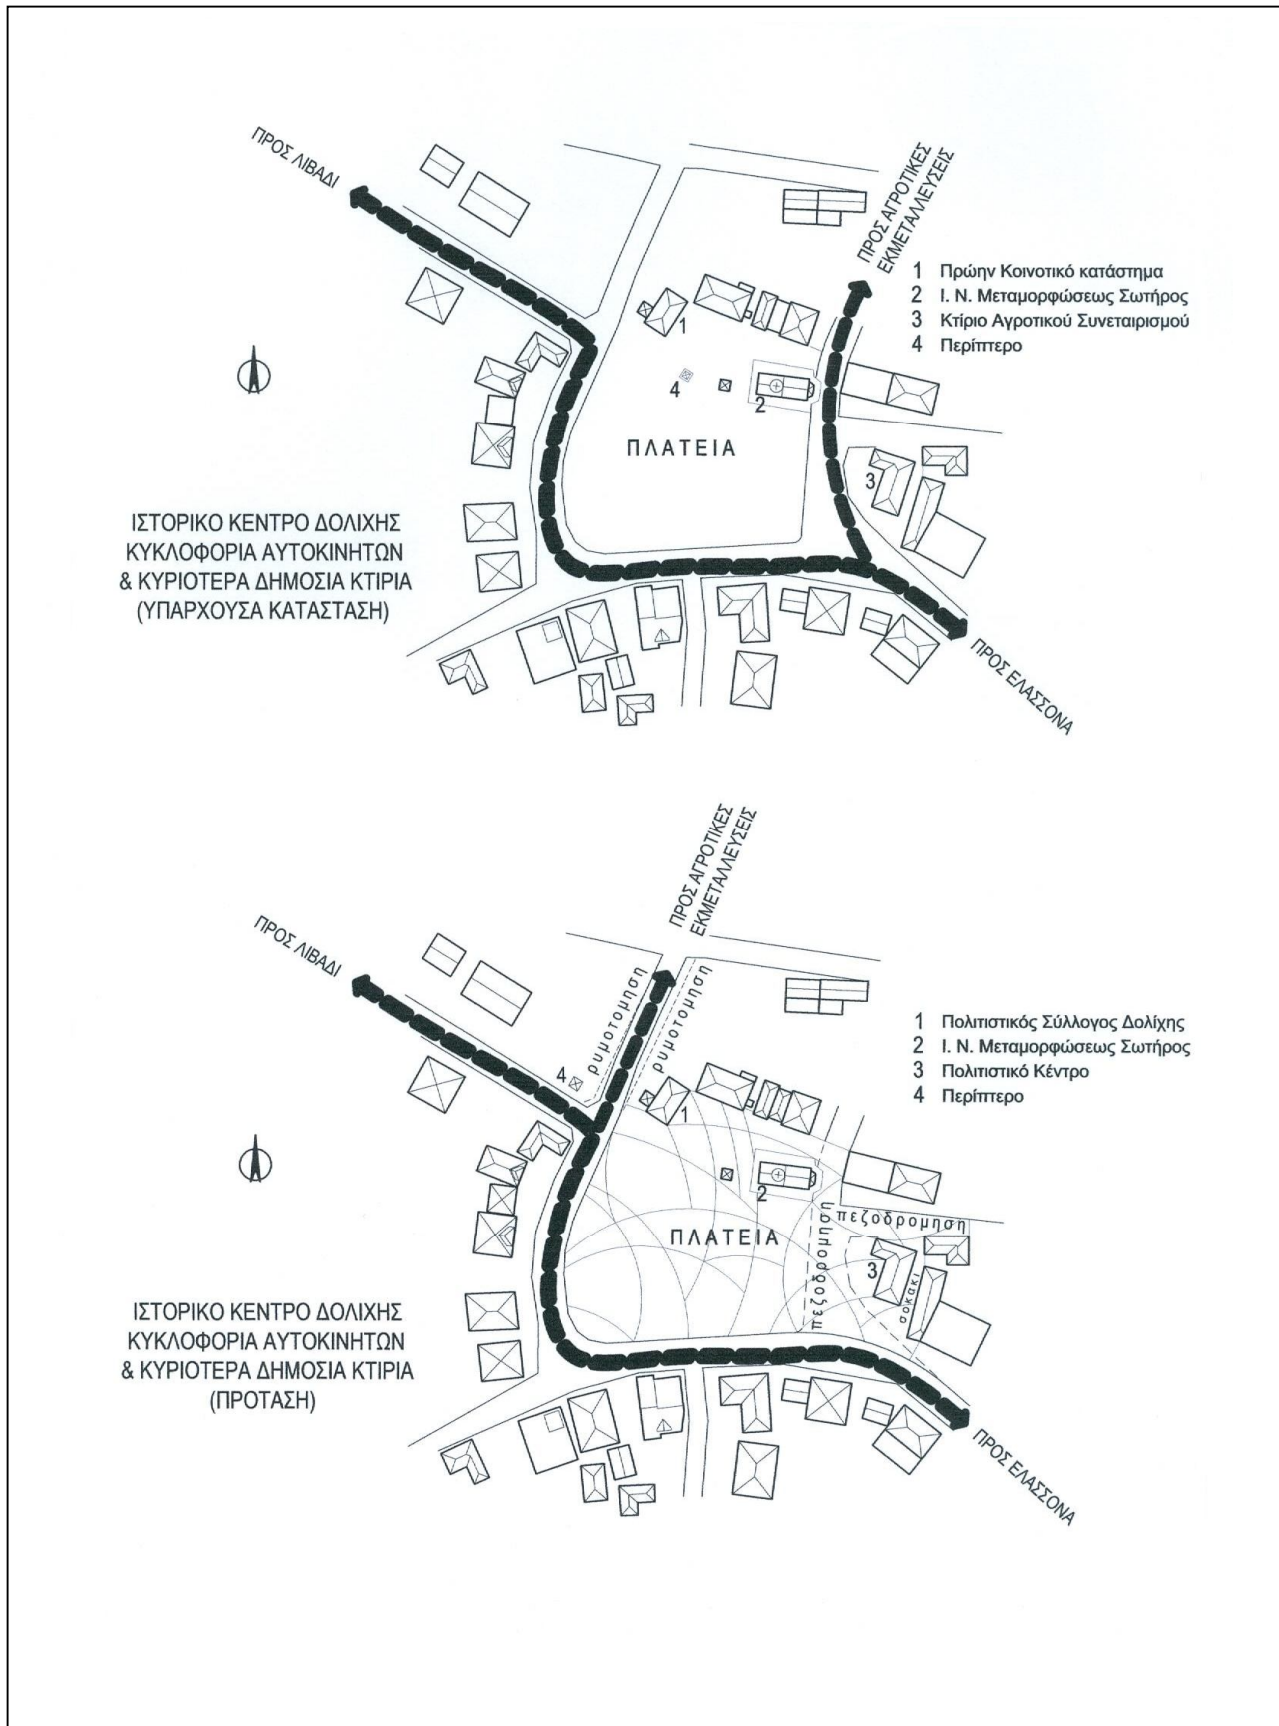 ΠΡΟΣ ΛΙΒΑΔΙ
ΠΡΟΣ ΑΓΡΟΤΙΚΕΣ
ΕΚΜΕΤΑΛΛΕΥΣΕΙΣ
1 Πρώην Κοινοτικό κατάστημα
2 Ι. Ν. Μεταμορφώσεως Σωτήρος
3 Κτίριο Αγροτικού Συνεταιρισμού
4 Περίπτερο
1
4
2
ΠΛΑΤΕΙΑ
3
ΙΣΤΟΡΙΚΟ ΚΕΝΤΡΟ ΔΟΛΙΧΗΣ
ΚΥΚΛΟΦΟΡΙΑ ΑΥΤΟΚΙΝΗΤΩΝ
& ΚΥΡΙΟΤΕΡΑ ΔΗΜΟΣΙΑ ΚΤΙΡΙΑ
(ΥΠΑΡΧΟΥΣΑ ΚΑΤΑΣΤΑΣΗ)
ΠΡΟΣ ΕΛΑΣΣΟΝΑ
ΠΡΟΣ ΑΓΡΟΤΙΚΕΣ
ΕΚΜΕΤΑΛΛΕΥΣΕΙΣ
ΠΡΟΣ ΛΙΒΑΔΙ
ρυμοτομηση
ρυμοτομηση
1 Πολιτιστικός Σύλλογος Δολίχης
2 Ι. Ν. Μεταμορφώσεως Σωτήρος
3 Πολιτιστικό Κέντρο
4 Περίπτερο
4
1
2
ΠΛΑΤΕΙΑ
πεζοδρομηση
πεζοδρομηση
3
σοκακι
ΙΣΤΟΡΙΚΟ ΚΕΝΤΡΟ ΔΟΛΙΧΗΣ
ΚΥΚΛΟΦΟΡΙΑ ΑΥΤΟΚΙΝΗΤΩΝ
& ΚΥΡΙΟΤΕΡΑ ΔΗΜΟΣΙΑ ΚΤΙΡΙΑ
(ΠΡΟΤΑΣΗ)
ΠΡΟΣ ΕΛΑΣΣΟΝΑ